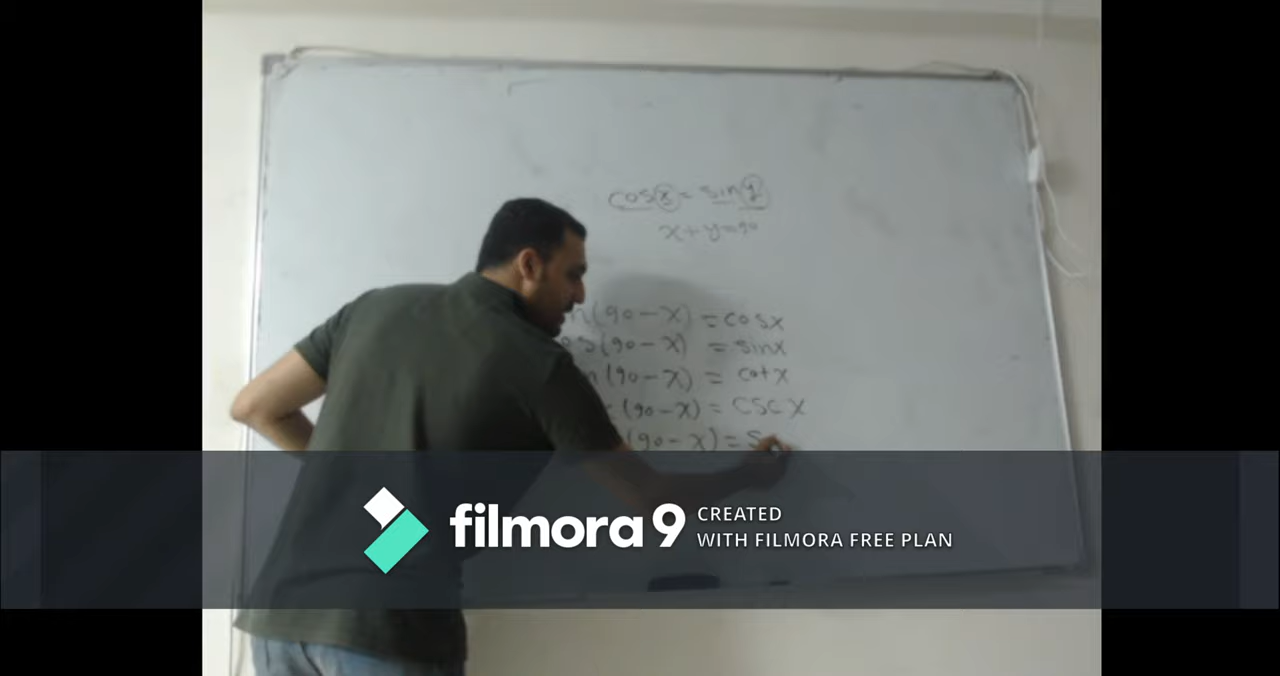 cos x = sin y
x + y = 90
n(90 - x) = cos x
os(90 - x) = sin x
n(90 - x) = cot x
c(90 - x) = csc x
(90 - x) = s
filmora 9 CREATED
WITH FILMORA FREE PLAN